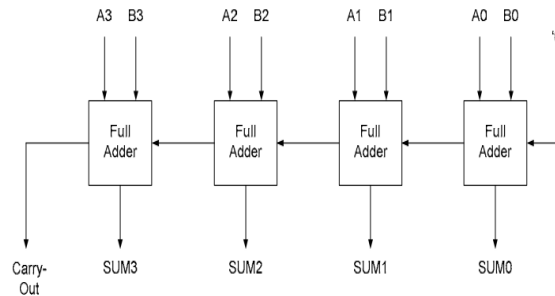 A3 B3 A2 B2 A1 B1 A0 B0
Full Adder Full Adder Full Adder Full Adder
Carry-Out SUM3 SUM2 SUM1 SUM0